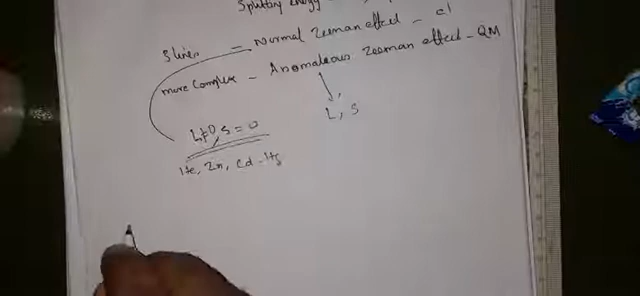 Splitting Energy
3 lines - Normal Zeeman effect - cl
more complex - Anomalous Zeeman effect - QM
L, S
L≠0, S=0
He, Zn, Cd - Hg